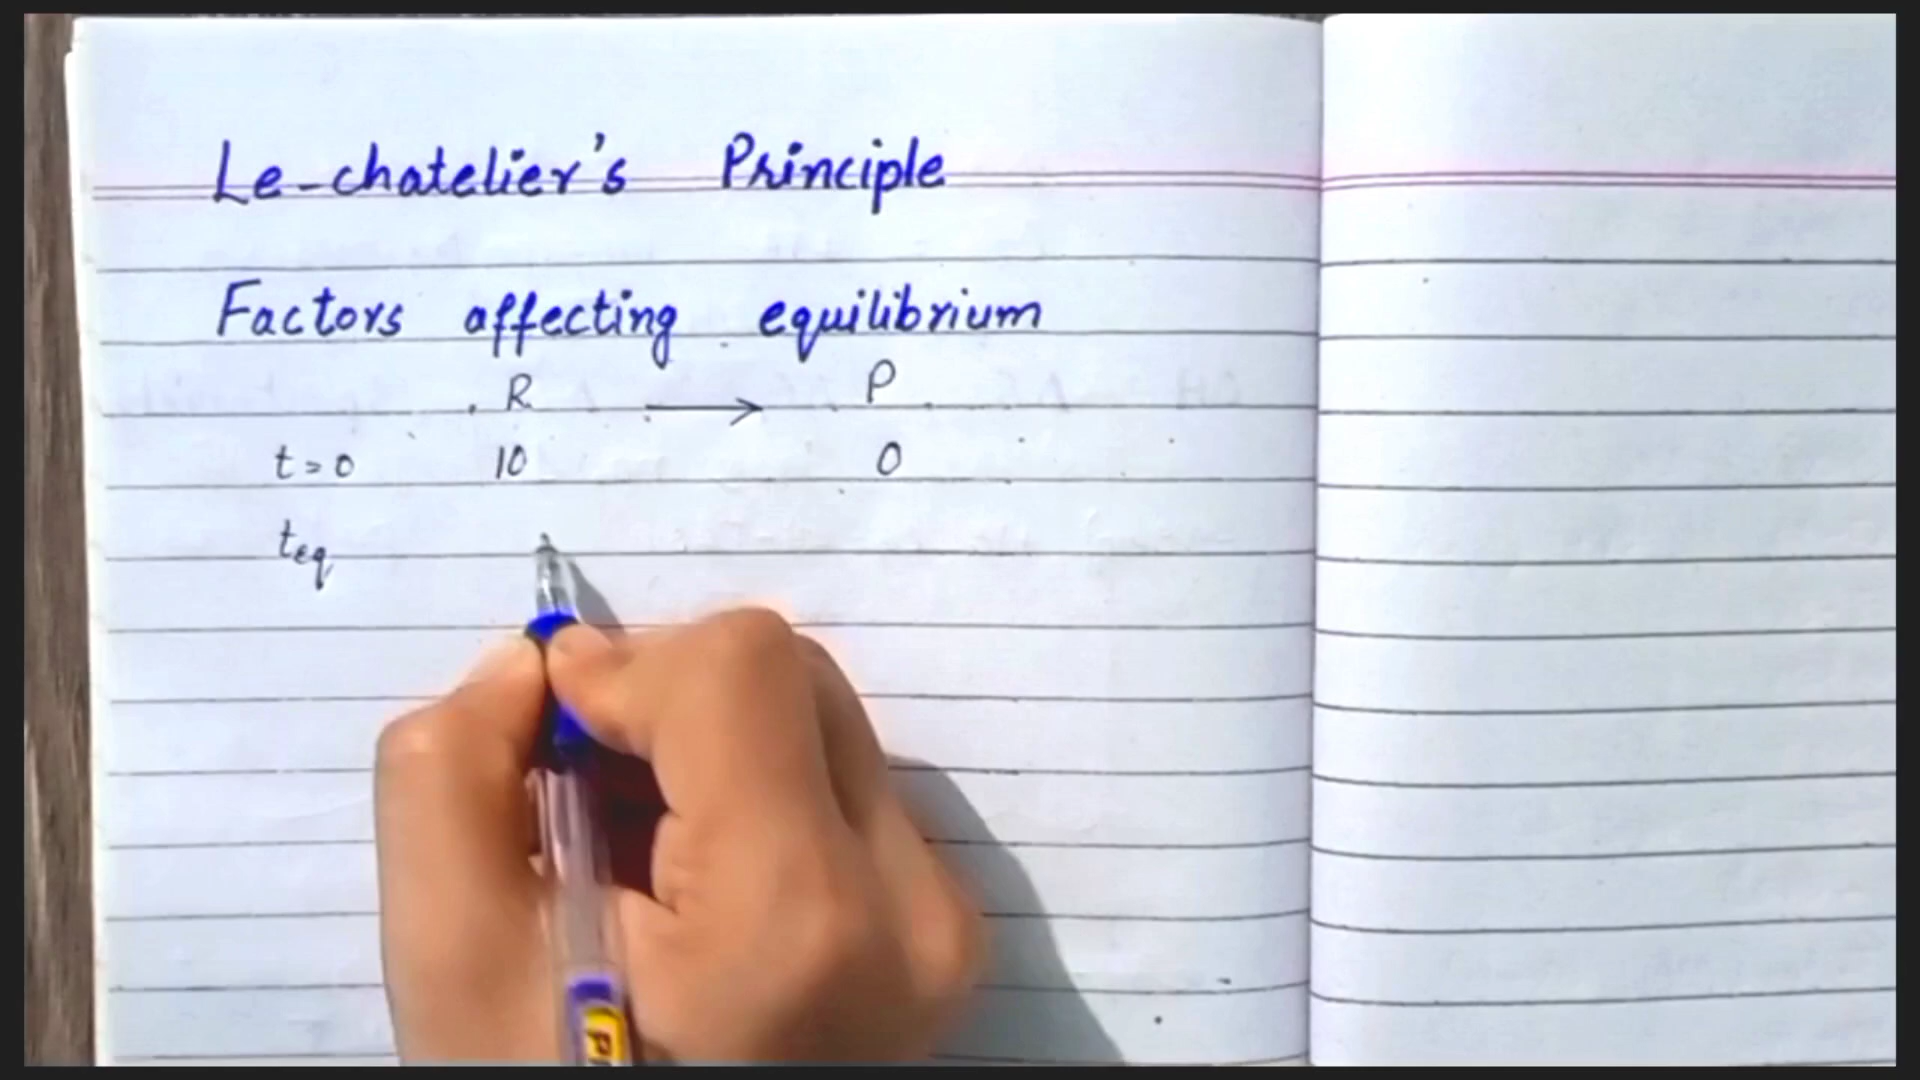 Le-chatelier's Principle
Factors affecting equilibrium
R → P
t=0 10 0
teq